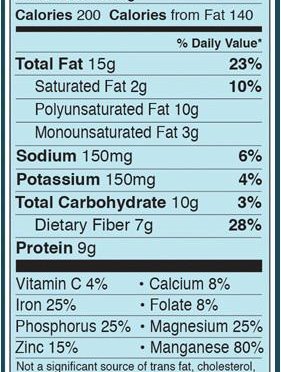 Calories 200 Calories from Fat 140
% Daily Value*
Total Fat 15g 23%
Saturated Fat 2g 10%
Polyunsaturated Fat 10g
Monounsaturated Fat 3g
Sodium 150mg 6%
Potassium 150mg 4%
Total Carbohydrate 10g 3%
Dietary Fiber 7g 28%
Protein 9g
Vitamin C 4% • Calcium 8%
Iron 25% • Folate 8%
Phosphorus 25% • Magnesium 25%
Zinc 15% • Manganese 80%
Not a significant source of trans fat, cholesterol,